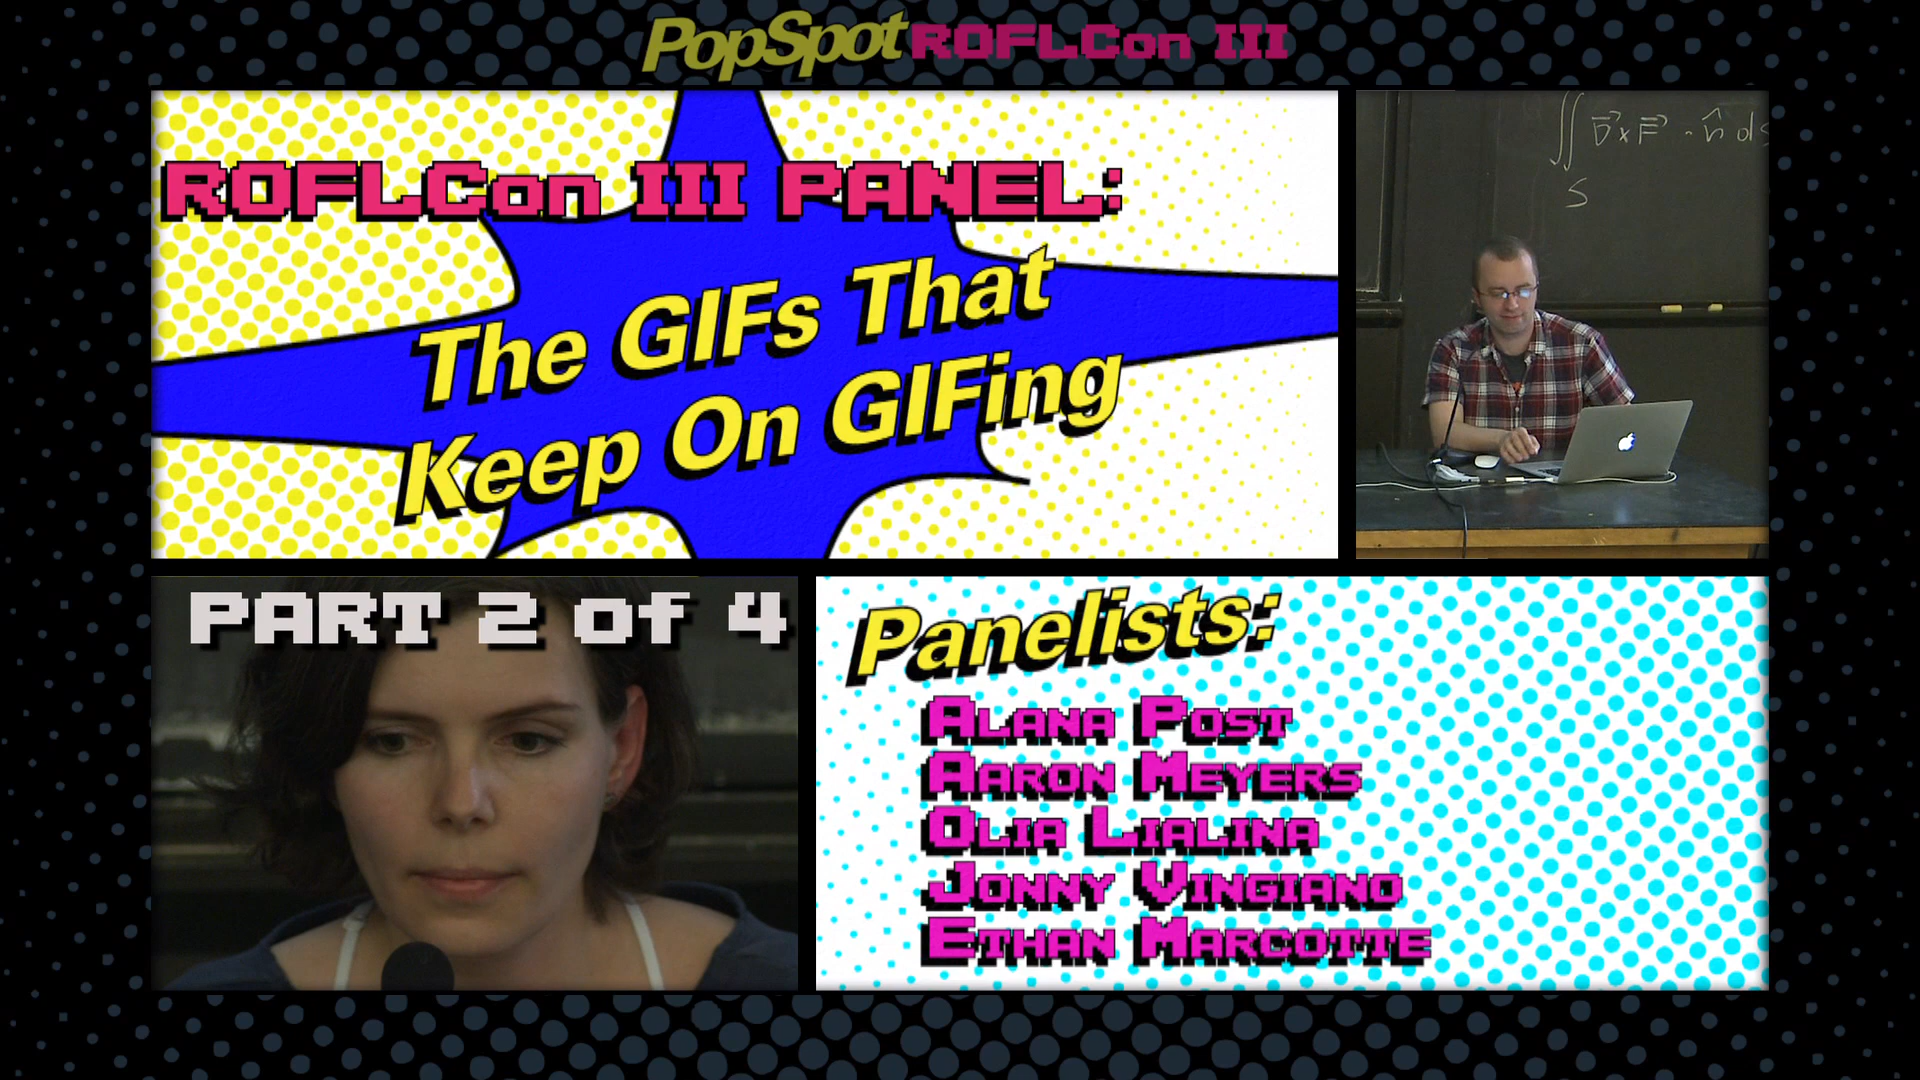 PopSpot ROFLCon III
ROFLCon III PANEL:
The GIFs That
Keep On GIFing
∬ ∇ x F · n̂ d
S
PART 2 of 4
Panelists:
ALANA POST
AARON MEYERS
OLIA LIALINA
JONNY VINGIANO
ETHAN MARCOTTE